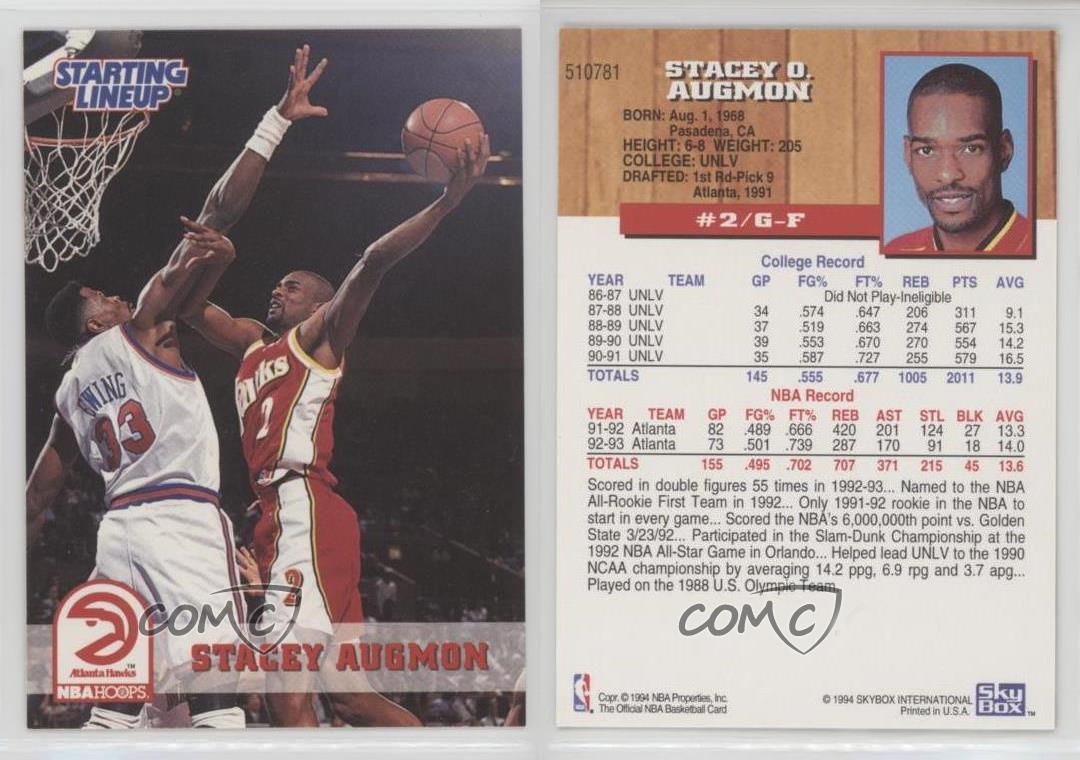 STARTING
LINEUP®
EWING
33
Hawks
2
2
Atlanta Hawks™
NBA HOOPS®
STACEY AUGMON
COMC
510781
STACEY O.
AUGMON
BORN: Aug. 1, 1968
Pasadena, CA
HEIGHT: 6-8 WEIGHT: 205
COLLEGE: UNLV
DRAFTED: 1st Rd-Pick 9
Atlanta, 1991
#2/G-F
College Record
YEAR TEAM GP FG% FT% REB PTS AVG
86-87 UNLV Did Not Play-Ineligible
87-88 UNLV 34 .574 .647 206 311 9.1
88-89 UNLV 37 .519 .663 274 567 15.3
89-90 UNLV 39 .553 .670 270 554 14.2
90-91 UNLV 35 .587 .727 255 579 16.5
TOTALS 145 .555 .677 1005 2011 13.9
NBA Record
YEAR TEAM GP FG% FT% REB AST STL BLK AVG
91-92 Atlanta 82 .489 .666 420 201 124 27 13.3
92-93 Atlanta 73 .501 .739 287 170 91 18 14.0
TOTALS 155 .495 .702 707 371 215 45 13.6
Scored in double figures 55 times in 1992-93... Named to the NBA
All-Rookie First Team in 1992... Only 1991-92 rookie in the NBA to
start in every game... Scored the NBA's 6,000,000th point vs. Golden
State 3/23/92... Participated in the Slam-Dunk Championship at the
1992 NBA All-Star Game in Orlando... Helped lead UNLV to the 1990
NCAA championship by averaging 14.2 ppg, 6.9 rpg and 3.7 apg...
Played on the 1988 U.S. Olympic Team
COMC
Copr. © 1994 NBA Properties, Inc.
The Official NBA Basketball Card
© 1994 SKYBOX INTERNATIONAL
Printed in U.S.A.
Sky
Box™